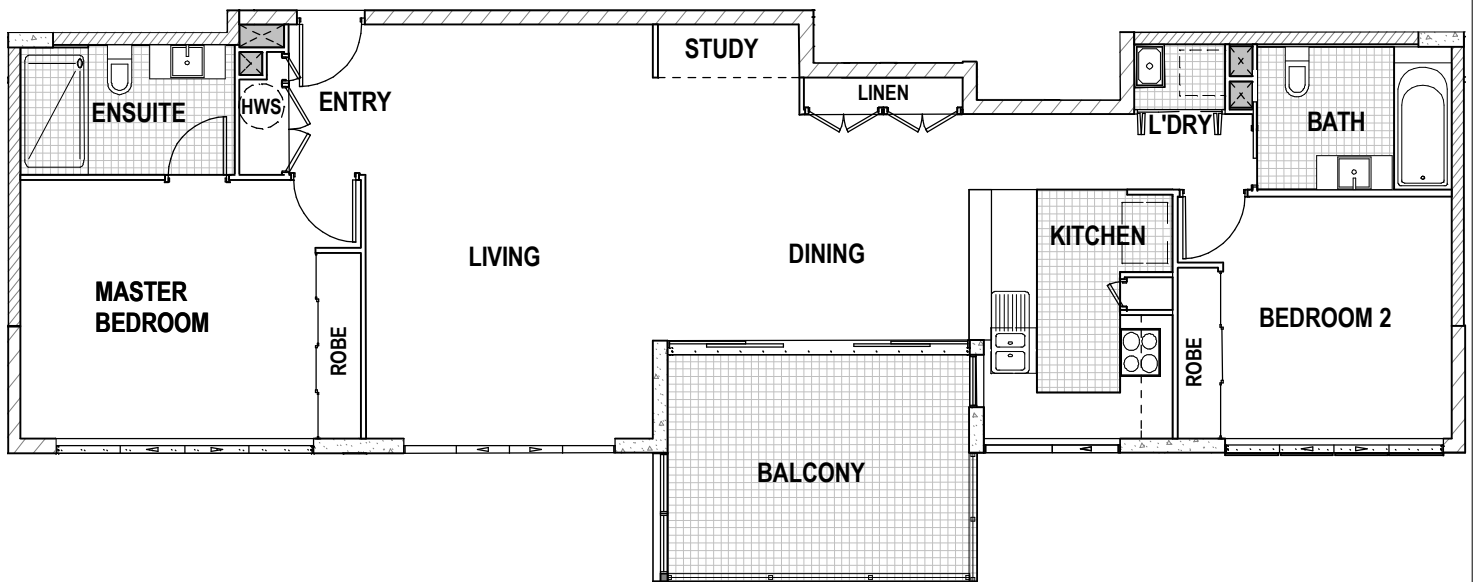 STUDY
ENSUITE
HWS
ENTRY
LINEN
L'DRY
BATH
LIVING
DINING
KITCHEN
MASTER
BEDROOM
ROBE
ROBE
BEDROOM 2
BALCONY